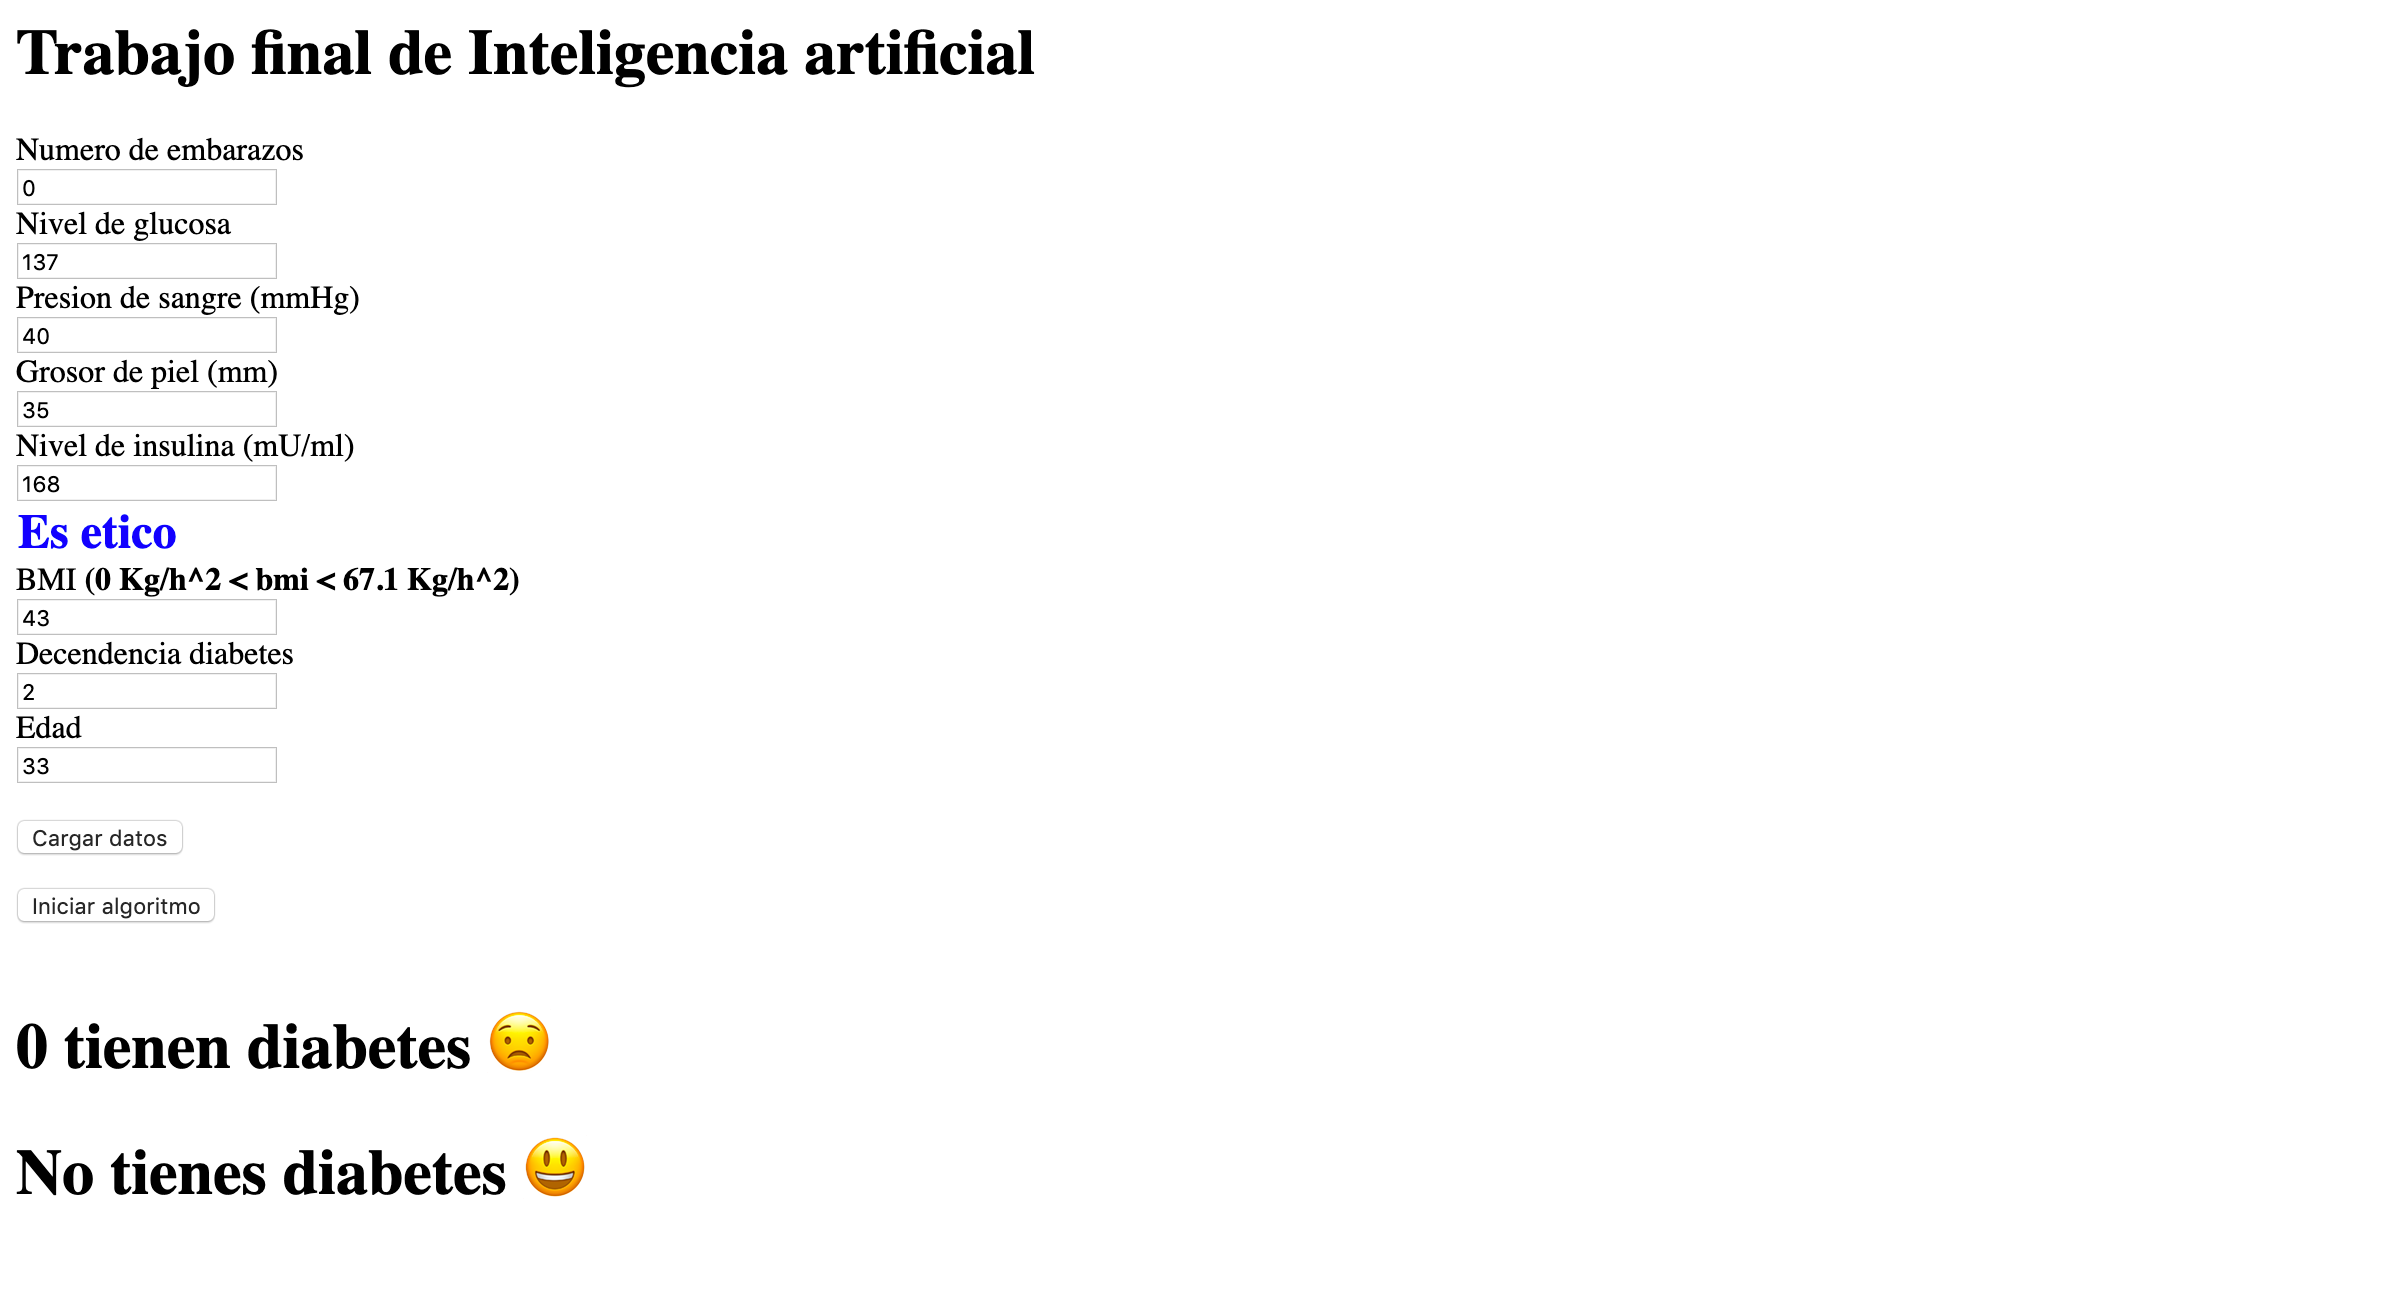 Trabajo final de Inteligencia artificial
Numero de embarazos
0
Nivel de glucosa
137
Presion de sangre (mmHg)
40
Grosor de piel (mm)
35
Nivel de insulina (mU/ml)
168
Es etico
BMI (0 Kg/h^2 < bmi < 67.1 Kg/h^2)
43
Decendencia diabetes
2
Edad
33
Cargar datos
Iniciar algoritmo
0 tienen diabetes 😟
No tienes diabetes 😃